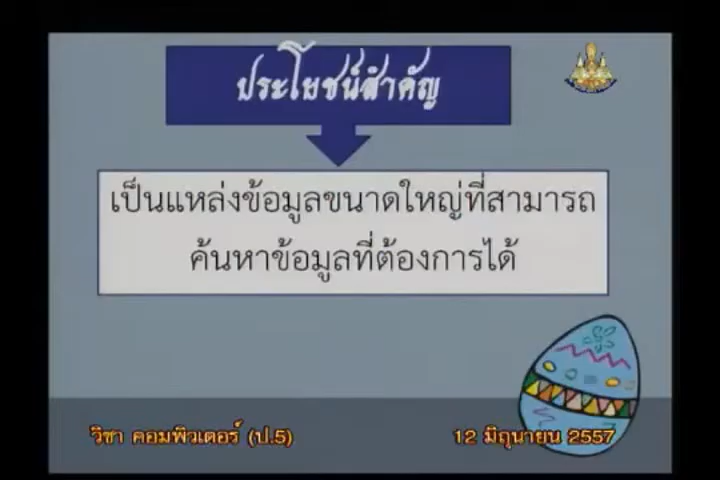 ประโยชน์สำคัญ
เป็นแหล่งข้อมูลขนาดใหญ่ที่สามารถ
ค้นหาข้อมูลที่ต้องการได้
วิชา คอมพิวเตอร์ (ป.5)
12 มิถุนายน 2557